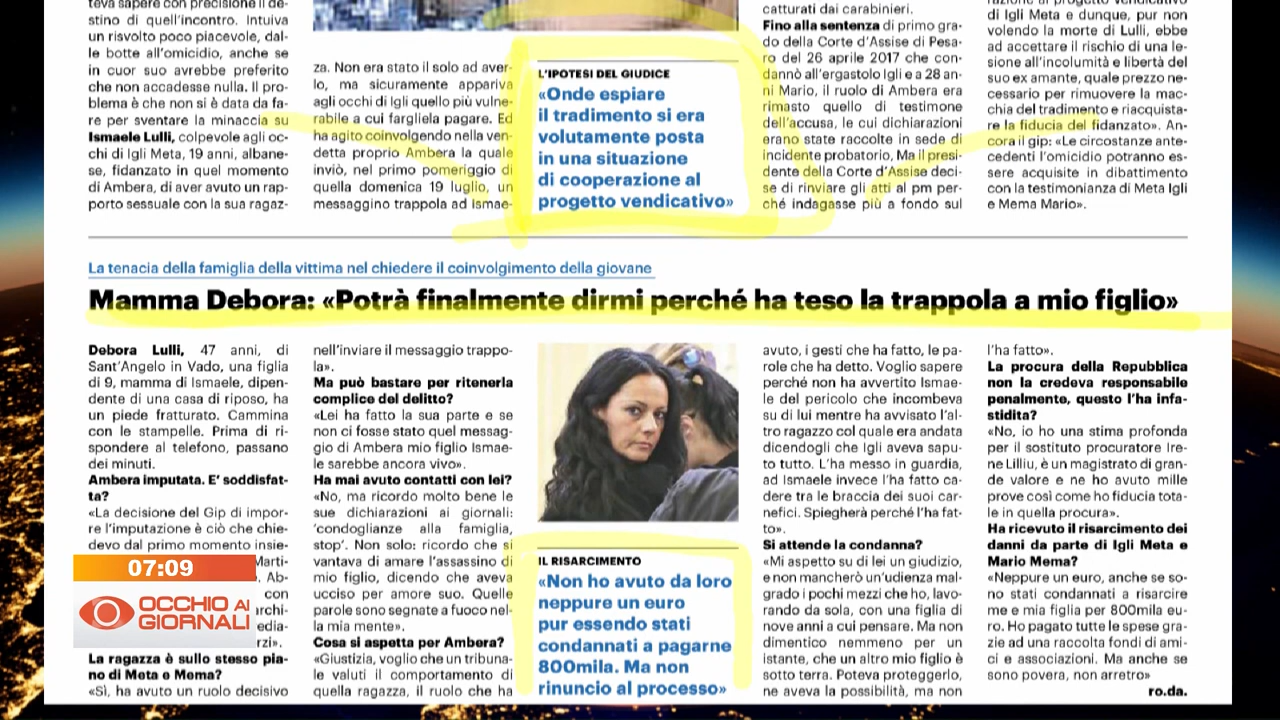 teva sapere con precisione il de-
stino di quell'incontro. Intuiva
un risvolto poco piacevole, dal-
le botte all'omicidio, anche se
in cuor suo avrebbe preferito
che non accadesse nulla. Il pro-
blema è che non si è data da fa-
re per sventare la minaccia su
Ismaele Lulli, colpevole agli oc-
chi di Igli Meta, 19 anni, albane-
se, fidanzato in quel momento
di Ambera, di aver avuto un rap-
porto sessuale con la sua ragaz-
za. Non era stato il solo ad aver-
lo, ma sicuramente appariva
agli occhi di Igli quello più vulne-
rabile a cui fargliela pagare. Ed
ha agito coinvolgendo nella ven-
detta proprio Ambera la quale
inviò, nel primo pomeriggio di
quella domenica 19 luglio, un
messaggino trappola ad Ismae-
L'IPOTESI DEL GIUDICE
«Onde espiare
il tradimento si era
volutamente posta
in una situazione
di cooperazione al
progetto vendicativo»
catturati dai carabinieri.
Fino alla sentenza di primo gra-
do della Corte d'Assise di Pesa-
ro del 26 aprile 2017 che con-
dannò all'ergastolo Igli e a 28 an-
ni Mario, il ruolo di Ambera era
rimasto quello di testimone
dell'accusa, le cui dichiarazioni
erano state raccolte in sede di
incidente probatorio, Ma il presi-
dente della Corte d'Assise deci-
se di rinviare gli atti al pm per-
ché indagasse più a fondo sul
di Igli Meta e dunque, pur non
volendo la morte di Lulli, ebbe
ad accettare il rischio di una le-
sione all'incolumità e libertà del
suo ex amante, quale prezzo ne-
cessario per rimuovere la mac-
chia del tradimento e riacquista-
re la fiducia del fidanzato». An-
cora il gip: «Le circostanze ante-
cedenti l'omicidio potranno es-
sere acquisite in dibattimento
con la testimonianza di Meta Igli
e Mema Mario».
La tenacia della famiglia della vittima nel chiedere il coinvolgimento della giovane
Mamma Debora: «Potrà finalmente dirmi perché ha teso la trappola a mio figlio»
Debora Lulli, 47 anni, di
Sant'Angelo in Vado, una figlia
di 9, mamma di Ismaele, dipen-
dente di una casa di riposo, ha
un piede fratturato. Cammina
con le stampelle. Prima di ri-
spondere al telefono, passano
dei minuti.
Ambera imputata. E' soddisfat-
ta?
«La decisione del Gip di impor-
re l'imputazione è ciò che chie-
devo dal primo momento insie-
Marti-
, Ab-
con
archi-
edia-
rzi».
La ragazza è sullo stesso pia-
no di Meta e Mema?
«Sì, ha avuto un ruolo decisivo
nell'inviare il messaggio trappo-
la».
Ma può bastare per ritenerla
complice del delitto?
«Lei ha fatto la sua parte e se
non ci fosse stato quel messag-
gio di Ambera mio figlio Ismae-
le sarebbe ancora vivo».
Ha mai avuto contatti con lei?
«No, ma ricordo molto bene le
sue dichiarazioni ai giornali:
'condoglianze alla famiglia,
stop'. Non solo: ricordo che si
vantava di amare l'assassino di
mio figlio, dicendo che aveva
ucciso per amore suo. Quelle
parole sono segnate a fuoco nel-
la mia mente».
Cosa si aspetta per Ambera?
«Giustizia, voglio che un tribuna-
le valuti il comportamento di
quella ragazza, il ruolo che ha
IL RISARCIMENTO
«Non ho avuto da loro
neppure un euro
pur essendo stati
condannati a pagarne
800mila. Ma non
rinuncio al processo»
avuto, i gesti che ha fatto, le pa-
role che ha detto. Voglio sapere
perché non ha avvertito Ismae-
le del pericolo che incombeva
su di lui mentre ha avvisato l'al-
tro ragazzo col quale era andata
dicendogli che Igli aveva sapu-
to tutto. L'ha messo in guardia,
ad Ismaele invece l'ha fatto ca-
dere tra le braccia dei suoi car-
nefici. Spiegherà perché l'ha fat-
to».
Si attende la condanna?
«Mi aspetto su di lei un giudizio,
e non mancherò un'udienza mal-
grado i pochi mezzi che ho, lavo-
rando da sola, con una figlia di
nove anni a cui pensare. Ma non
dimentico nemmeno per un
istante, che un altro mio figlio è
sotto terra. Poteva proteggerlo,
ne aveva la possibilità, ma non
l'ha fatto».
La procura della Repubblica
non la credeva responsabile
penalmente, questo l'ha infa-
stidita?
«No, io ho una stima profonda
per il sostituto procuratore Ire-
ne Lilliu, è un magistrato di gran-
de valore e ne ho avuto mille
prove così come ho fiducia tota-
le in quella procura».
Ha ricevuto il risarcimento dei
danni da parte di Igli Meta e
Mario Mema?
«Neppure un euro, anche se so-
no stati condannati a risarcire
me e mia figlia per 800mila eu-
ro. Ho pagato tutte le spese gra-
zie ad una raccolta fondi di ami-
ci e associazioni. Ma anche se
sono povera, non arretro»
ro.da.
07:09
OCCHIO AI
GIORNALI